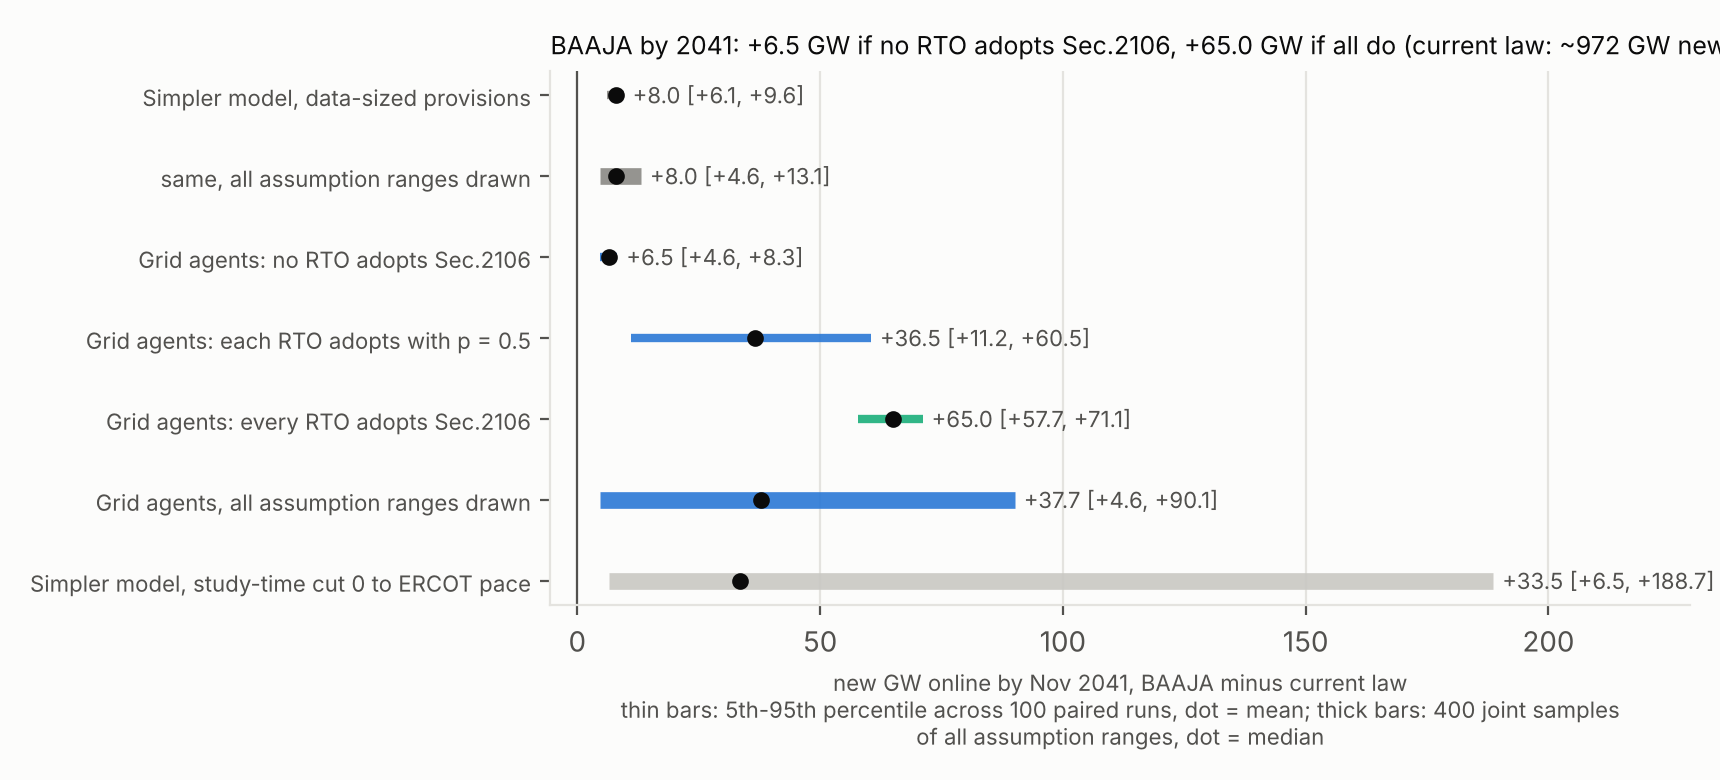 BAAJA by 2041: +6.5 GW if no RTO adopts Sec.2106, +65.0 GW if all do (current law: ~972 GW new
Simpler model, data-sized provisions
+8.0 [+6.1, +9.6]
same, all assumption ranges drawn
+8.0 [+4.6, +13.1]
Grid agents: no RTO adopts Sec.2106
+6.5 [+4.6, +8.3]
Grid agents: each RTO adopts with p = 0.5
+36.5 [+11.2, +60.5]
Grid agents: every RTO adopts Sec.2106
+65.0 [+57.7, +71.1]
Grid agents, all assumption ranges drawn
+37.7 [+4.6, +90.1]
Simpler model, study-time cut 0 to ERCOT pace
+33.5 [+6.5, +188.7]
0 50 100 150 200
new GW online by Nov 2041, BAAJA minus current law
thin bars: 5th-95th percentile across 100 paired runs, dot = mean; thick bars: 400 joint samples
of all assumption ranges, dot = median